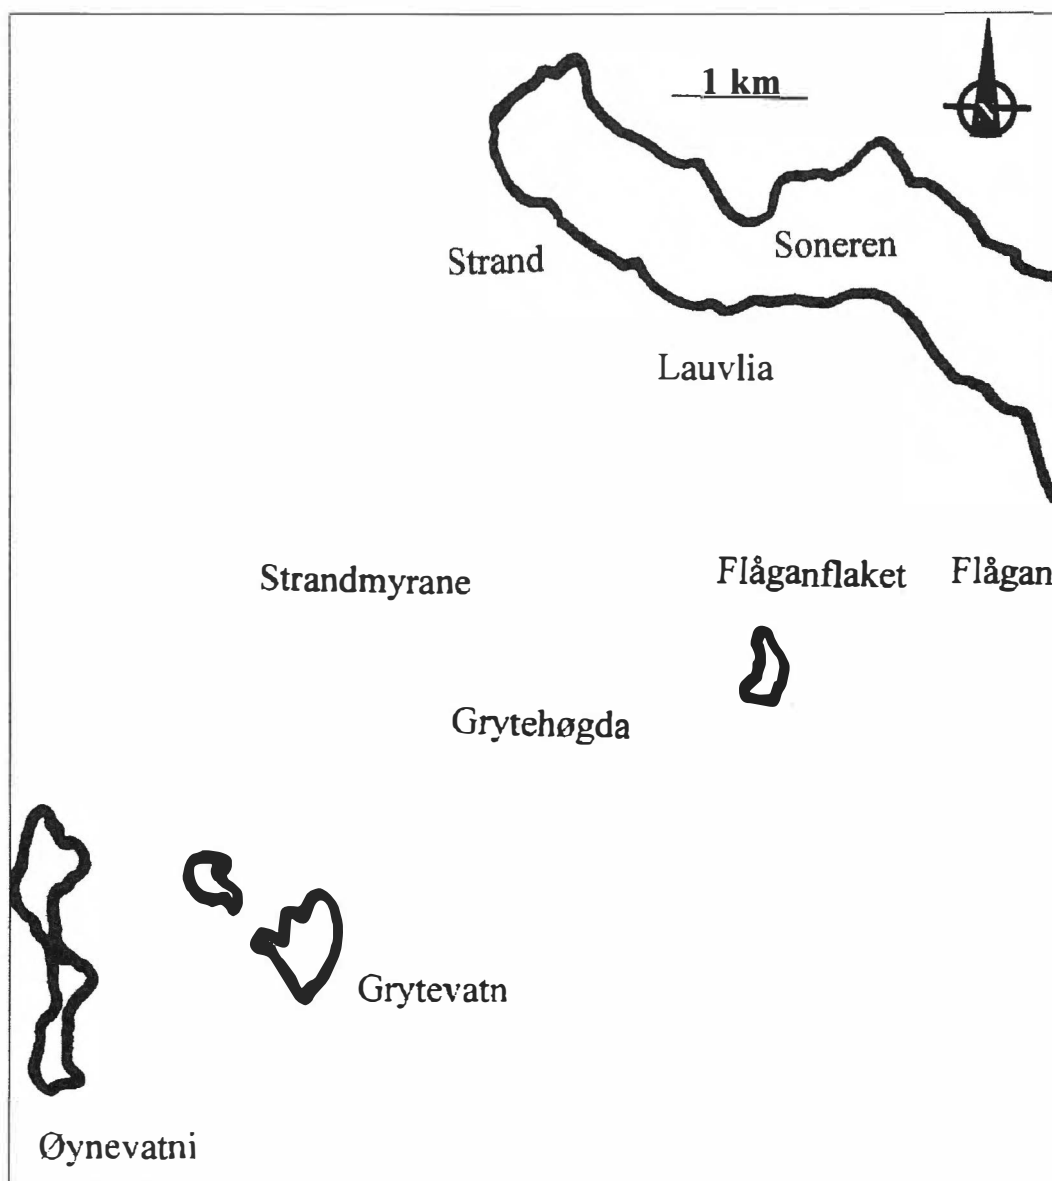 1 km
N
Strand
Soneren
Lauvlia
Strandmyrane
Flåganflaket
Flågan
Grytehøgda
Grytevatn
Øynevatni